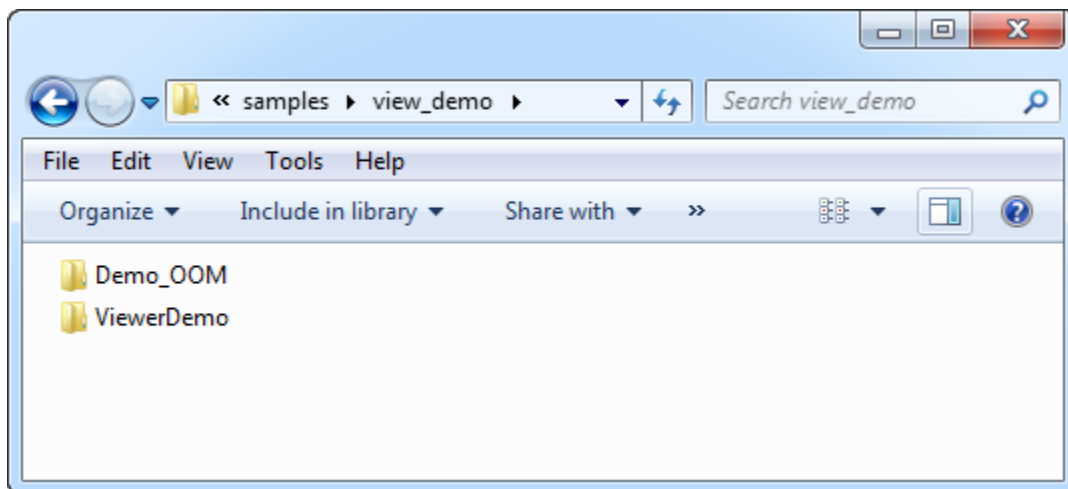 « samples view_demo Search view_demo
File Edit View Tools Help
Organize Include in library Share with »
Demo_OOM
ViewerDemo